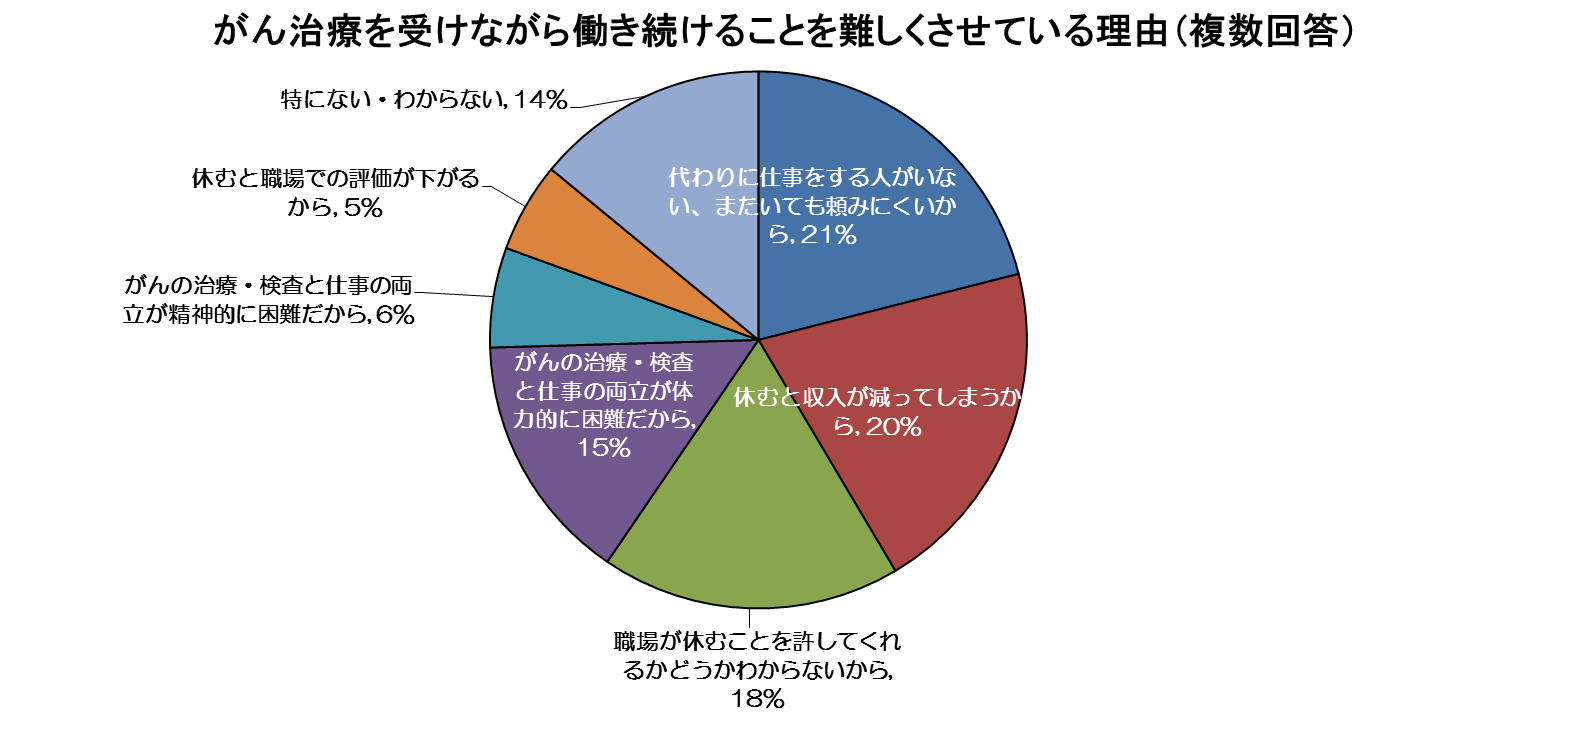 がん治療を受けながら働き続けることを難しくさせている理由（複数回答）
特にない・わからない, 14%
代わりに仕事をする人がいな
い、またいても頼みにくいか
ら, 21%
休むと職場での評価が下がる
から, 5%
がんの治療・検査と仕事の両
立が精神的に困難だから, 6%
がんの治療・検査
と仕事の両立が体
力的に困難だから,
15%
休むと収入が減ってしまうか
ら, 20%
職場が休むことを許してくれ
るかどうかわからないから,
18%